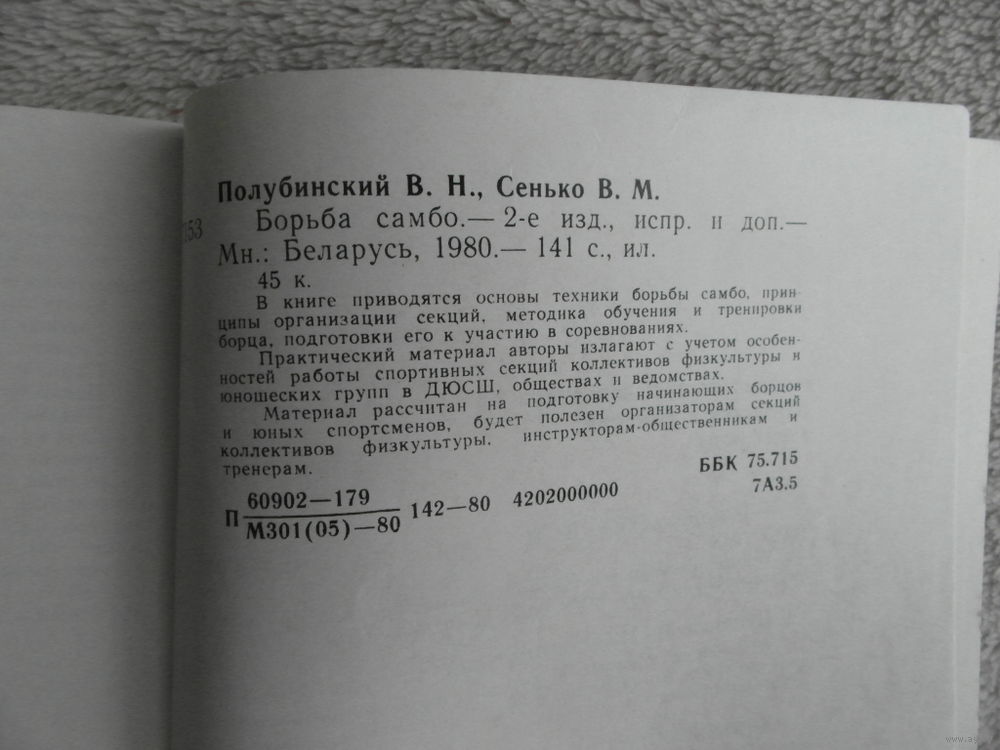 Полубинский В. Н., Сенько В. М.
Борьба самбо.— 2-е изд., испр. и доп.—
Мн.: Беларусь, 1980.— 141 с., ил.
45 к.
В книге приводятся основы техники борьбы самбо, прин-
ципы организации секций, методика обучения и тренировки
борца, подготовки его к участию в соревнованиях.
Практический материал авторы излагают с учетом особен-
ностей работы спортивных секций коллективов физкультуры и
юношеских групп в ДЮСШ, обществах и ведомствах.
Материал рассчитан на подготовку начинающих борцов
и юных спортсменов, будет полезен организаторам секций
коллективов физкультуры, инструкторам-общественникам и
тренерам.
ББК 75.715
7А3.5
П 60902—179
М301(05)—80 142—80 4202000000